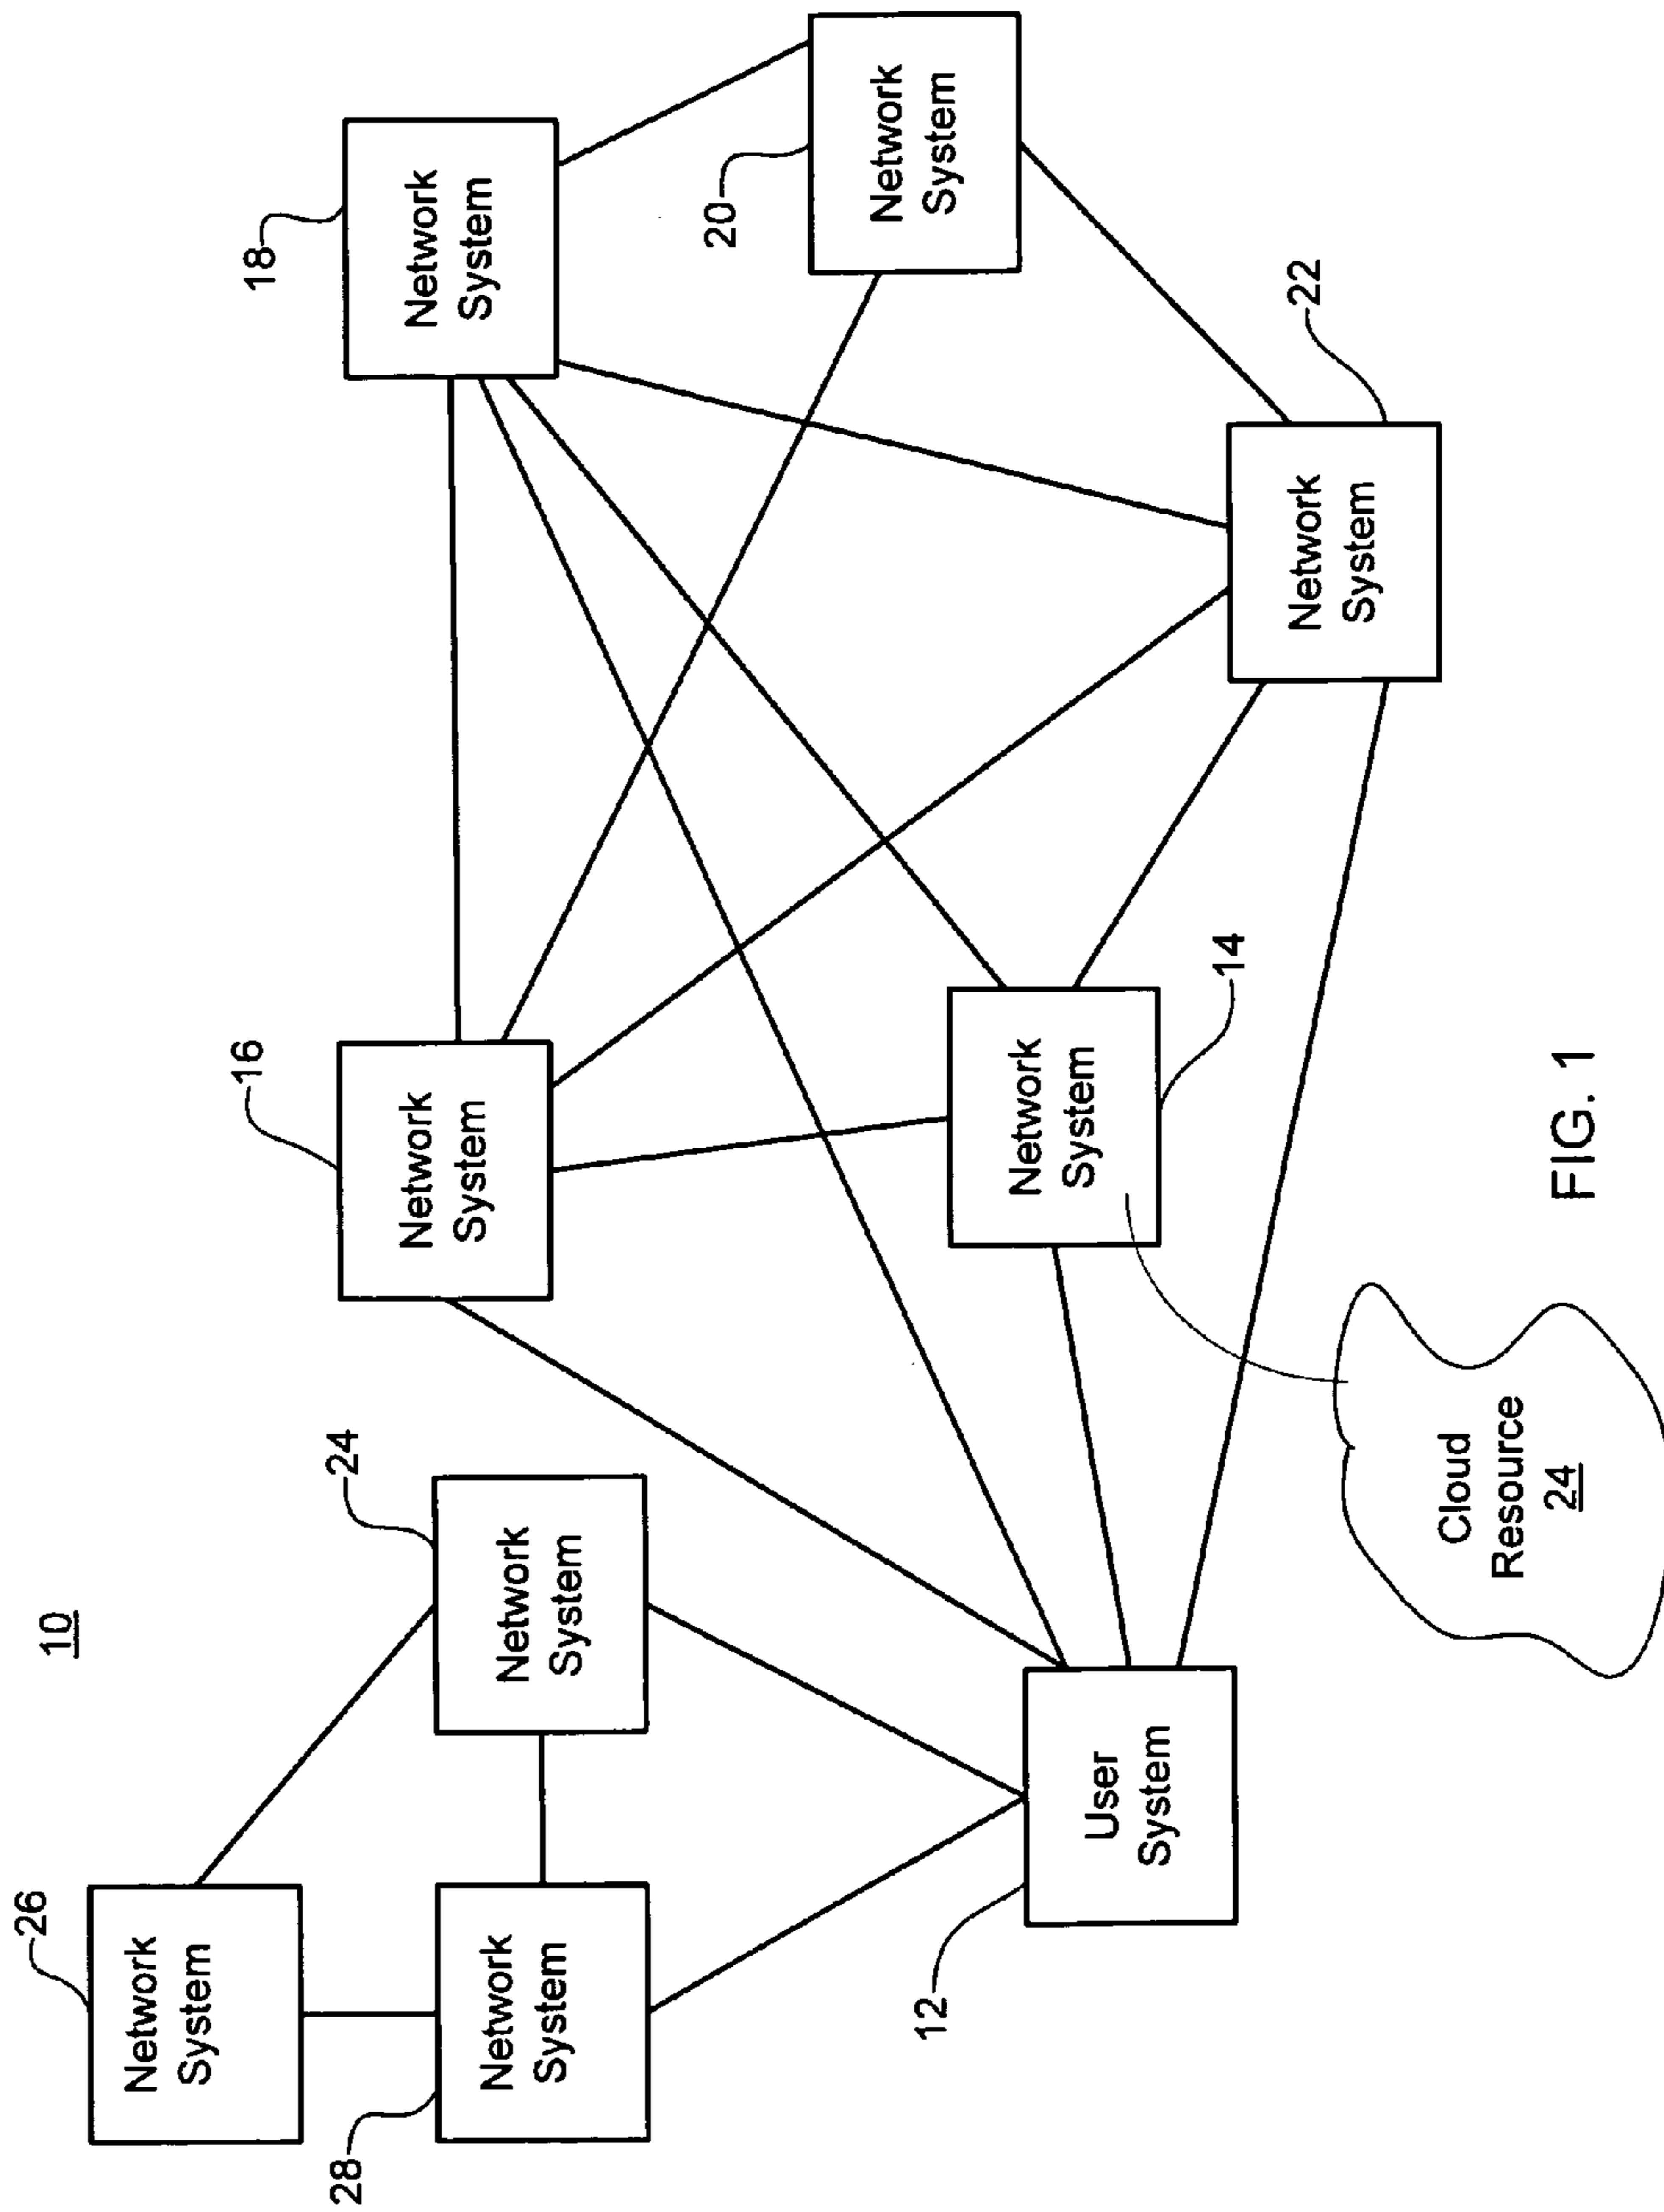 10
26
Network
System
28
Network
System
24
Network
System
12
User
System
16
Network
System
14
Network
System
Cloud
Resource
24
18
Network
System
20
Network
System
22
Network
System
FIG. 1